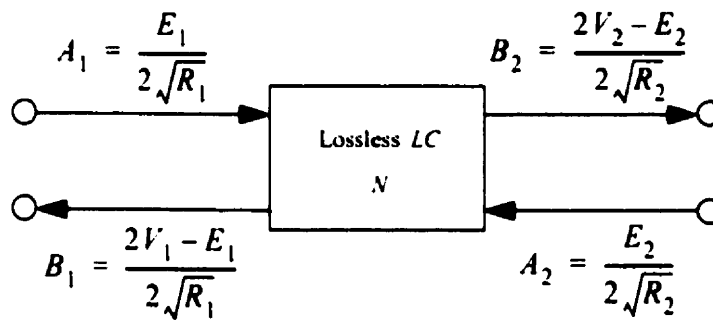 A₁ = E₁ / (2√R₁)
B₂ = (2V₂ − E₂) / (2√R₂)
Lossless LC
N
B₁ = (2V₁ − E₁) / (2√R₁)
A₂ = E₂ / (2√R₂)